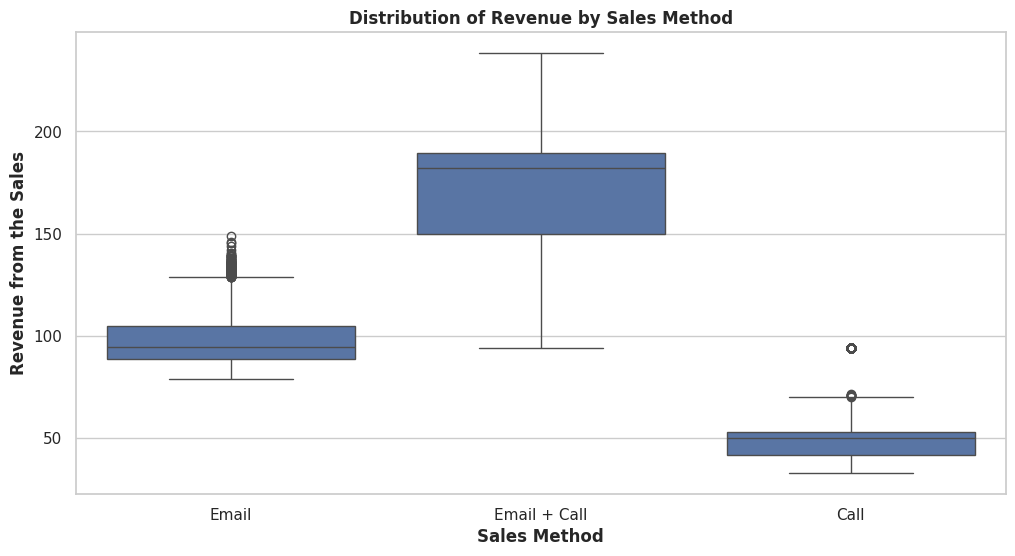 Distribution of Revenue by Sales Method
Revenue from the Sales
200
150
100
50
Email
Email + Call
Call
Sales Method